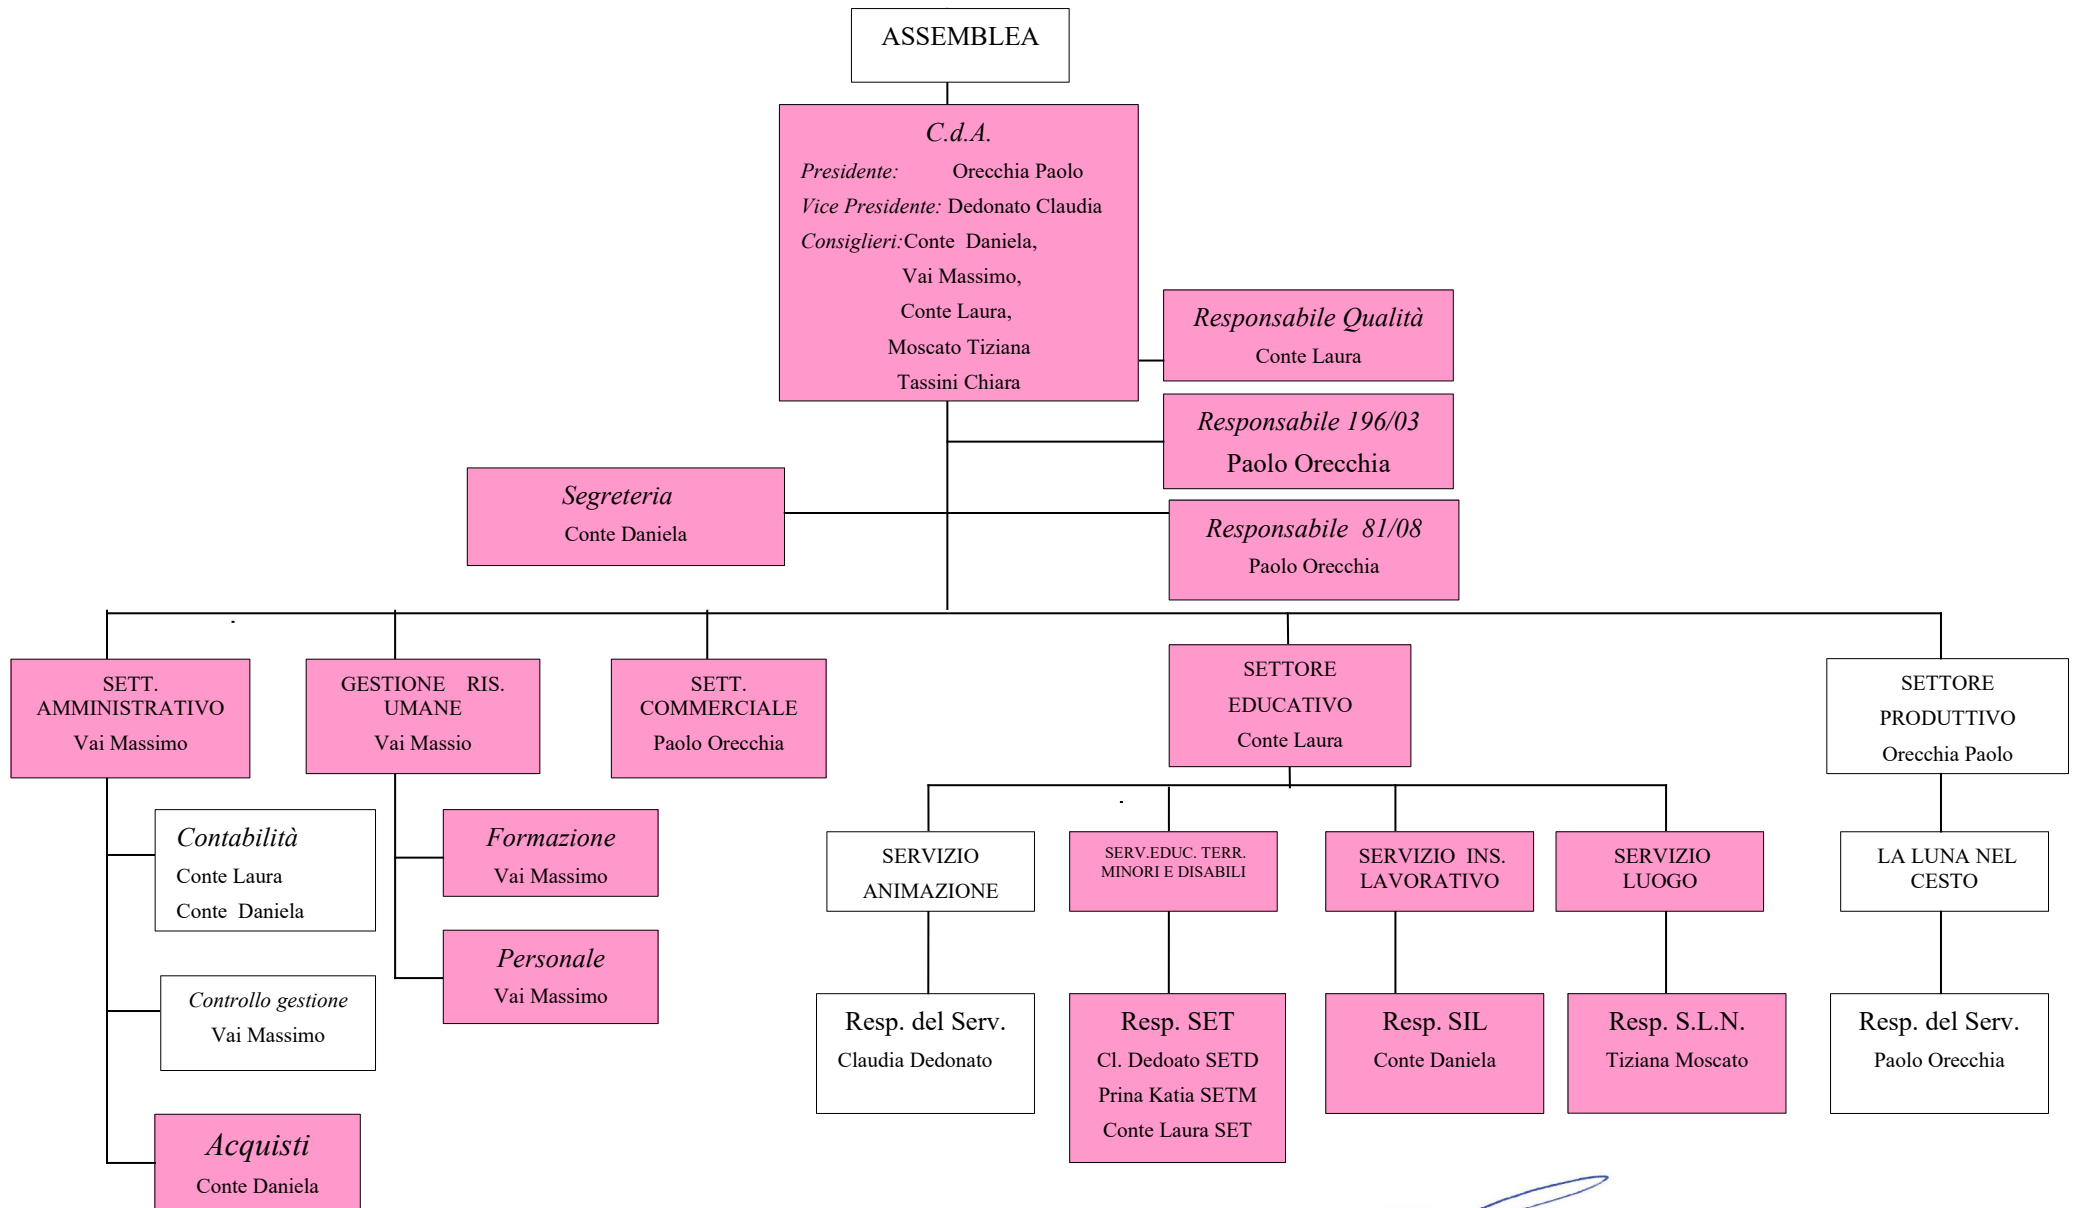 ASSEMBLEA
C.d.A.
Presidente: Orecchia Paolo
Vice Presidente: Dedonato Claudia
Consiglieri:Conte Daniela,
Vai Massimo,
Conte Laura,
Moscato Tiziana
Tassini Chiara
Responsabile Qualità
Conte Laura
Responsabile 196/03
Paolo Orecchia
Segreteria
Conte Daniela
Responsabile 81/08
Paolo Orecchia
SETT.
AMMINISTRATIVO
Vai Massimo
GESTIONE RIS.
UMANE
Vai Massio
SETT.
COMMERCIALE
Paolo Orecchia
SETTORE
EDUCATIVO
Conte Laura
SETTORE
PRODUTTIVO
Orecchia Paolo
Contabilità
Conte Laura
Conte Daniela
Controllo gestione
Vai Massimo
Acquisti
Conte Daniela
Formazione
Vai Massimo
Personale
Vai Massimo
SERVIZIO
ANIMAZIONE
SERV.EDUC. TERR.
MINORI E DISABILI
SERVIZIO INS.
LAVORATIVO
SERVIZIO
LUOGO
LA LUNA NEL
CESTO
Resp. del Serv.
Claudia Dedonato
Resp. SET
Cl. Dedoato SETD
Prina Katia SETM
Conte Laura SET
Resp. SIL
Conte Daniela
Resp. S.L.N.
Tiziana Moscato
Resp. del Serv.
Paolo Orecchia